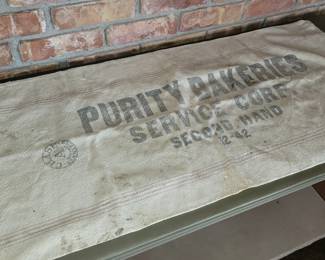 PURITY BAKERIES
SERVICE CORP.
SECOND HAND
12-42